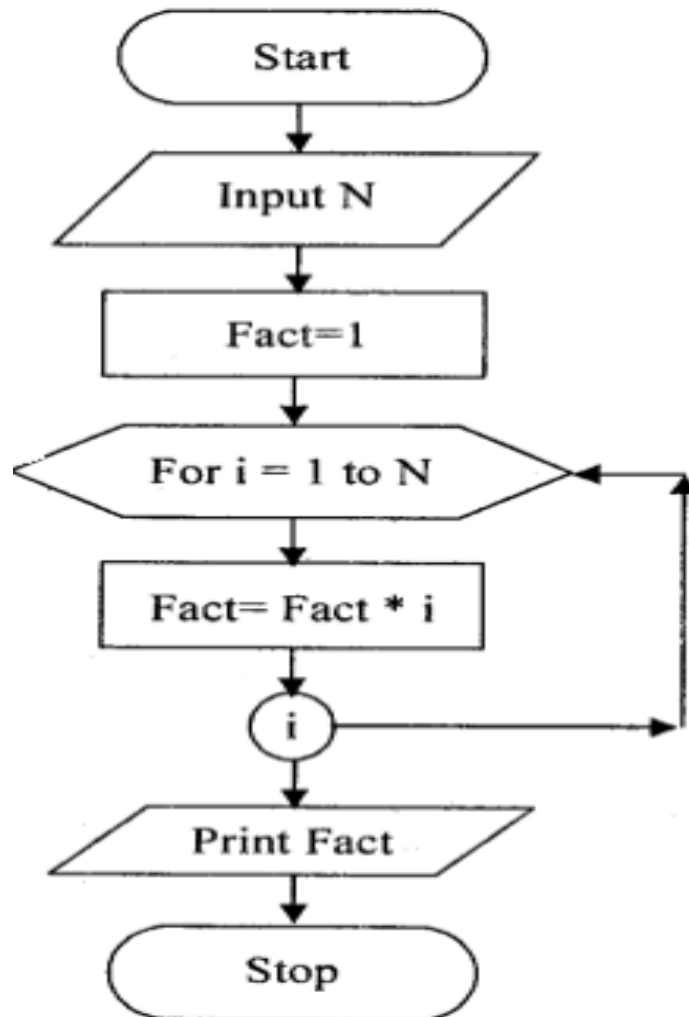 Start
Input N
Fact=1
For i = 1 to N
Fact= Fact * i
i
Print Fact
Stop